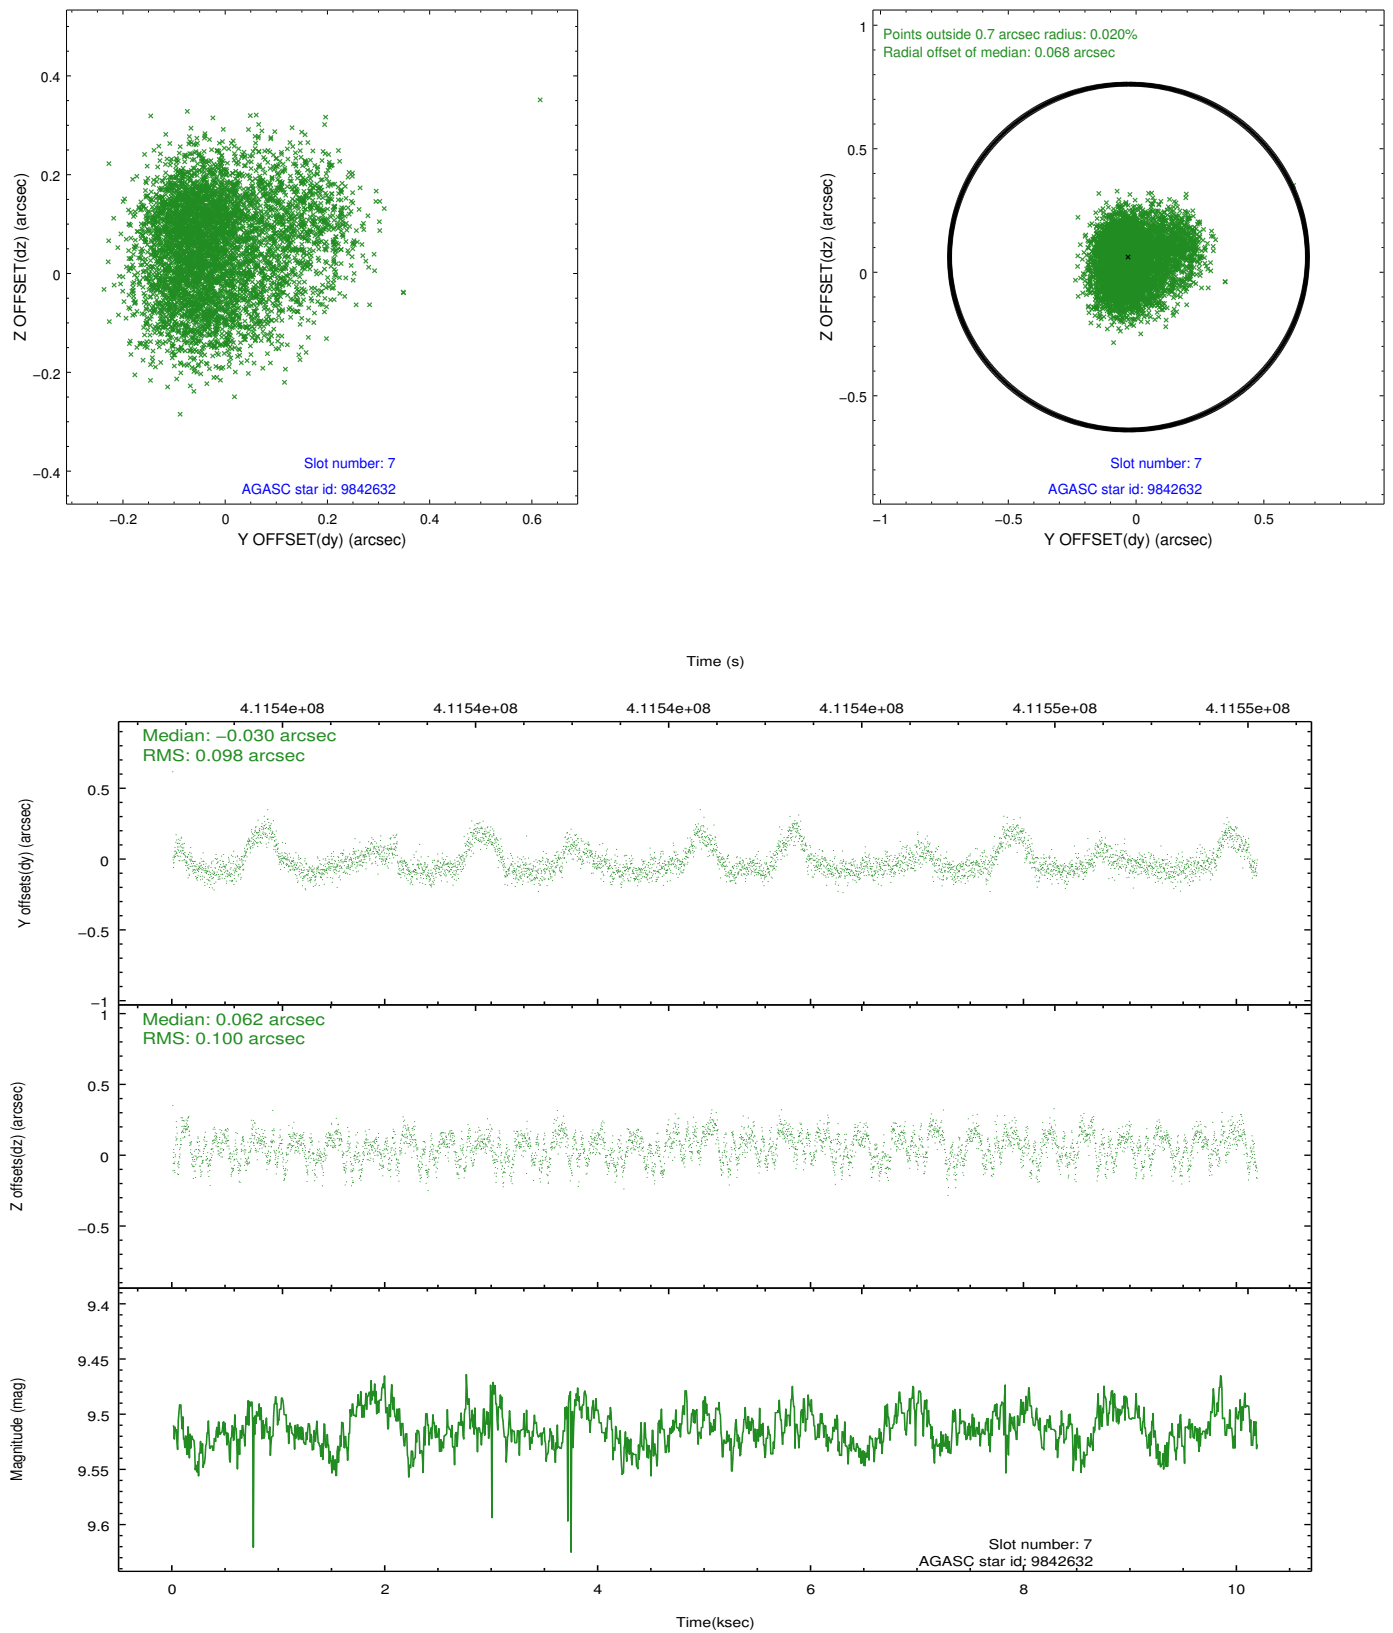 0.4
0.2
0
−0.2
−0.4
Z OFFSET(dz) (arcsec)
−0.2
0
0.2
0.4
0.6
Y OFFSET(dy) (arcsec)
Slot number: 7
AGASC star id: 9842632
Points outside 0.7 arcsec radius: 0.020%
Radial offset of median: 0.068 arcsec
1
0.5
0
−0.5
Z OFFSET(dz) (arcsec)
−1
−0.5
0
0.5
Y OFFSET(dy) (arcsec)
Slot number: 7
AGASC star id: 9842632
Time (s)
4.1154e+08
4.1154e+08
4.1154e+08
4.1154e+08
4.1155e+08
4.1155e+08
Median: −0.030 arcsec
RMS: 0.098 arcsec
0.5
0
−0.5
−1
Y offsets(dy) (arcsec)
Median: 0.062 arcsec
RMS: 0.100 arcsec
1
0.5
0
−0.5
Z offsets(dz) (arcsec)
9.4
9.45
9.5
9.55
9.6
Magnitude (mag)
Slot number: 7
AGASC star id: 9842632
0
2
4
6
8
10
Time(ksec)